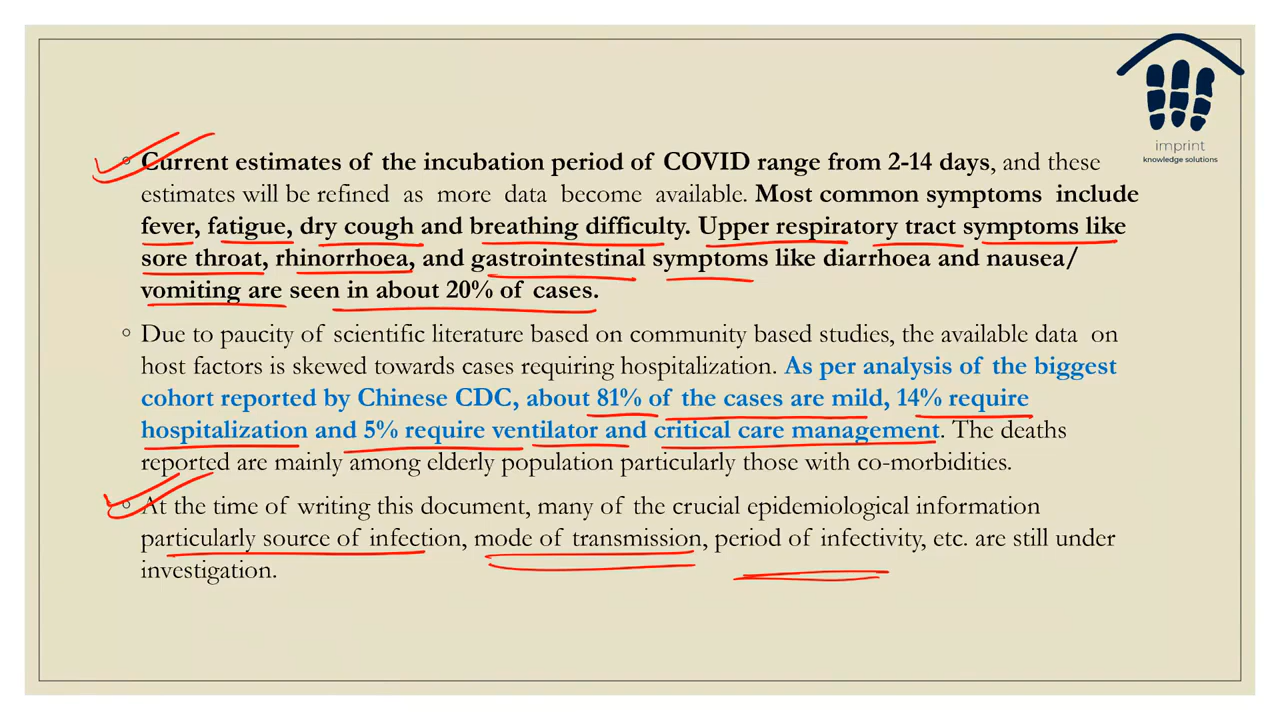 imprint
knowledge solutions
Current estimates of the incubation period of COVID range from 2-14 days, and these
estimates will be refined as more data become available. Most common symptoms include
fever, fatigue, dry cough and breathing difficulty. Upper respiratory tract symptoms like
sore throat, rhinorrhoea, and gastrointestinal symptoms like diarrhoea and nausea/
vomiting are seen in about 20% of cases.
Due to paucity of scientific literature based on community based studies, the available data on
host factors is skewed towards cases requiring hospitalization. As per analysis of the biggest
cohort reported by Chinese CDC, about 81% of the cases are mild, 14% require
hospitalization and 5% require ventilator and critical care management. The deaths
reported are mainly among elderly population particularly those with co-morbidities.
At the time of writing this document, many of the crucial epidemiological information
particularly source of infection, mode of transmission, period of infectivity, etc. are still under
investigation.